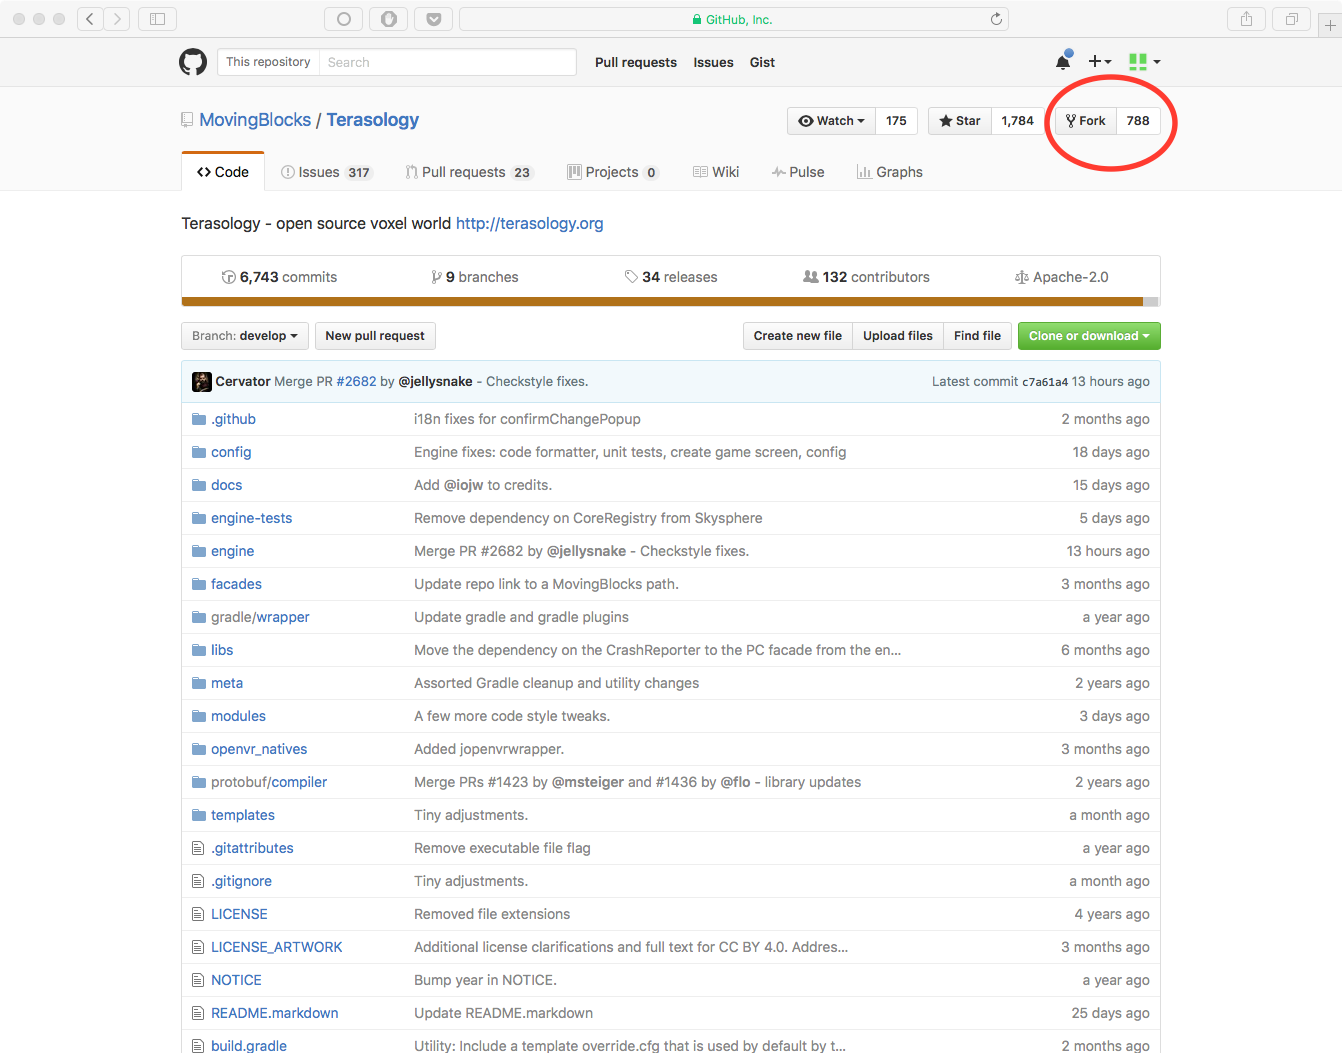 GitHub, Inc.
This repository Search Pull requests Issues Gist
MovingBlocks / Terasology Watch 175 Star 1,784 Fork 788
Code Issues 317 Pull requests 23 Projects 0 Wiki Pulse Graphs
Terasology - open source voxel world http://terasology.org
6,743 commits 9 branches 34 releases 132 contributors Apache-2.0
Branch: develop New pull request Create new file Upload files Find file Clone or download
Cervator Merge PR #2682 by @jellysnake - Checkstyle fixes. Latest commit c7a61a4 13 hours ago
.github i18n fixes for confirmChangePopup 2 months ago
config Engine fixes: code formatter, unit tests, create game screen, config 18 days ago
docs Add @iojw to credits. 15 days ago
engine-tests Remove dependency on CoreRegistry from Skysphere 5 days ago
engine Merge PR #2682 by @jellysnake - Checkstyle fixes. 13 hours ago
facades Update repo link to a MovingBlocks path. 3 months ago
gradle/wrapper Update gradle and gradle plugins a year ago
libs Move the dependency on the CrashReporter to the PC facade from the en... 6 months ago
meta Assorted Gradle cleanup and utility changes 2 years ago
modules A few more code style tweaks. 3 days ago
openvr_natives Added jopenvrwrapper. 3 months ago
protobuf/compiler Merge PRs #1423 by @msteiger and #1436 by @flo - library updates 2 years ago
templates Tiny adjustments. a month ago
.gitattributes Remove executable file flag a year ago
.gitignore Tiny adjustments. a month ago
LICENSE Removed file extensions 4 years ago
LICENSE_ARTWORK Additional license clarifications and full text for CC BY 4.0. Addres... 3 months ago
NOTICE Bump year in NOTICE. a year ago
README.markdown Update README.markdown 25 days ago
build.gradle Utility: Include a template override.cfg that is used by default by t... 2 months ago